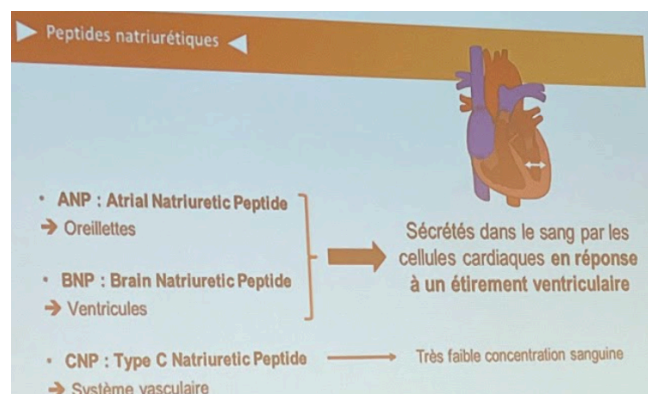 Peptides natriurétiques
• ANP : Atrial Natriuretic Peptide
→ Oreillettes
• BNP : Brain Natriuretic Peptide
→ Ventricules
Sécrétés dans le sang par les
cellules cardiaques en réponse
à un étirement ventriculaire
• CNP : Type C Natriuretic Peptide
Très faible concentration sanguine
→ Système vasculaire